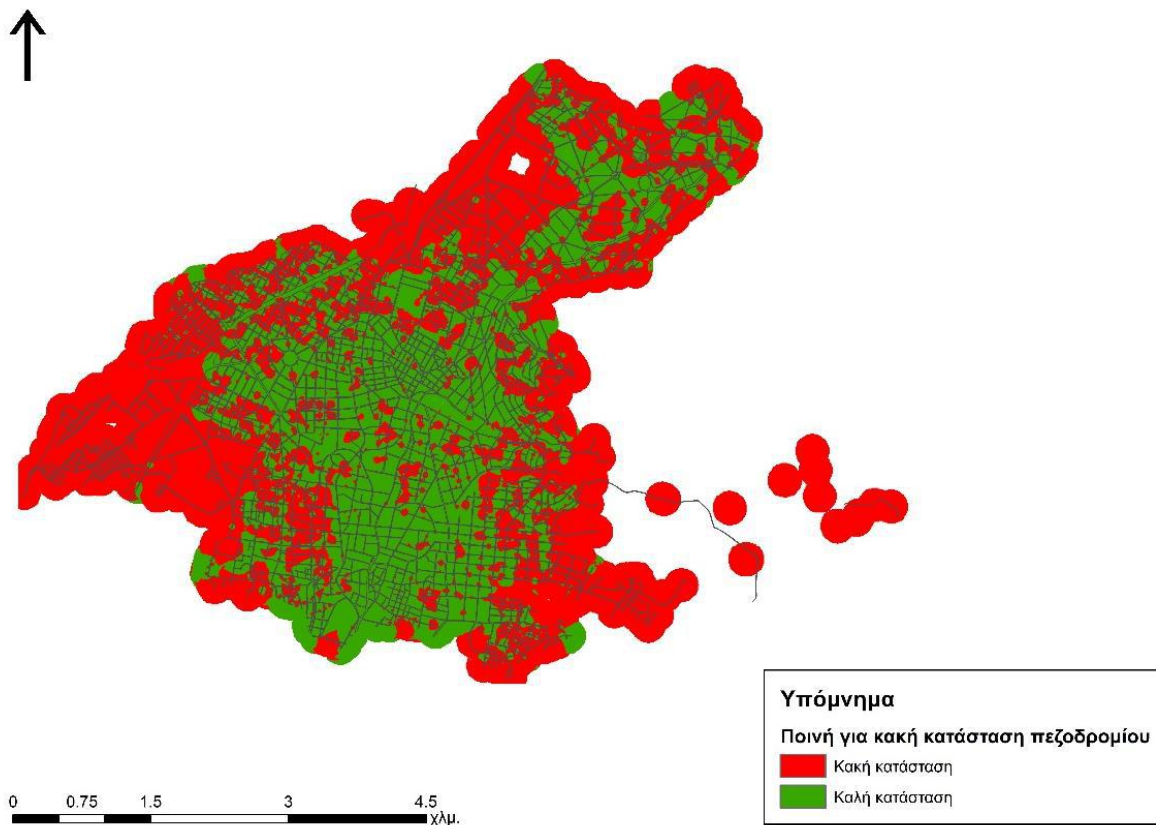 Υπόμνημα
Ποινή για κακή κατάσταση πεζοδρομίου
Κακή κατάσταση
Καλή κατάσταση
0 0.75 1.5 3 4.5
χλμ.